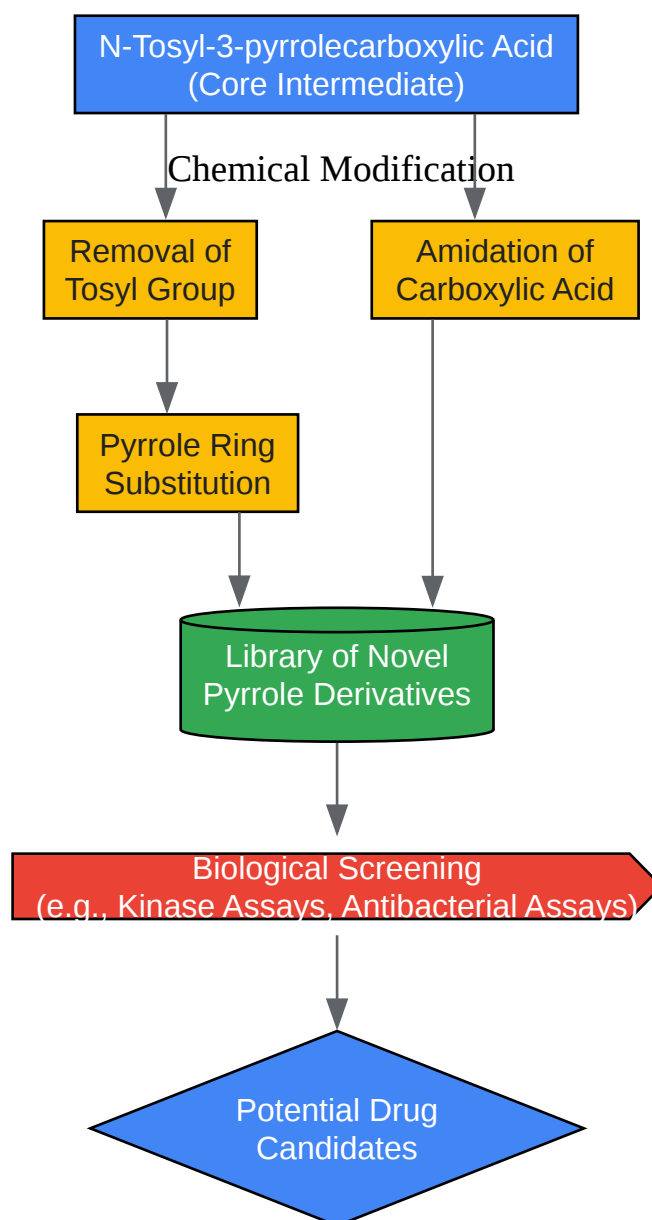 N-Tosyl-3-pyrrolecarboxylic Acid
(Core Intermediate)
Chemical Modification
Removal of
Tosyl Group
Amidation of
Carboxylic Acid
Pyrrole Ring
Substitution
Library of Novel
Pyrrole Derivatives
Biological Screening
(e.g., Kinase Assays, Antibacterial Assays)
Potential Drug
Candidates